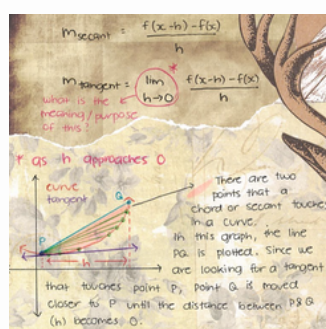 m secant = f(x-h)-f(x)
h
m tangent = lim f(x-h)-f(x)
h→0 h
what is the
meaning/purpose
of this?
*
* as h approaches 0
curve
tangent
P
Q
h
There are two
points that a
chord or secant touches
in a curve.
In this graph, the line
PQ is plotted. Since we
are looking for a tangent
that touches point P, point Q is moved
closer to P until the distance between P&Q
(h) becomes 0.